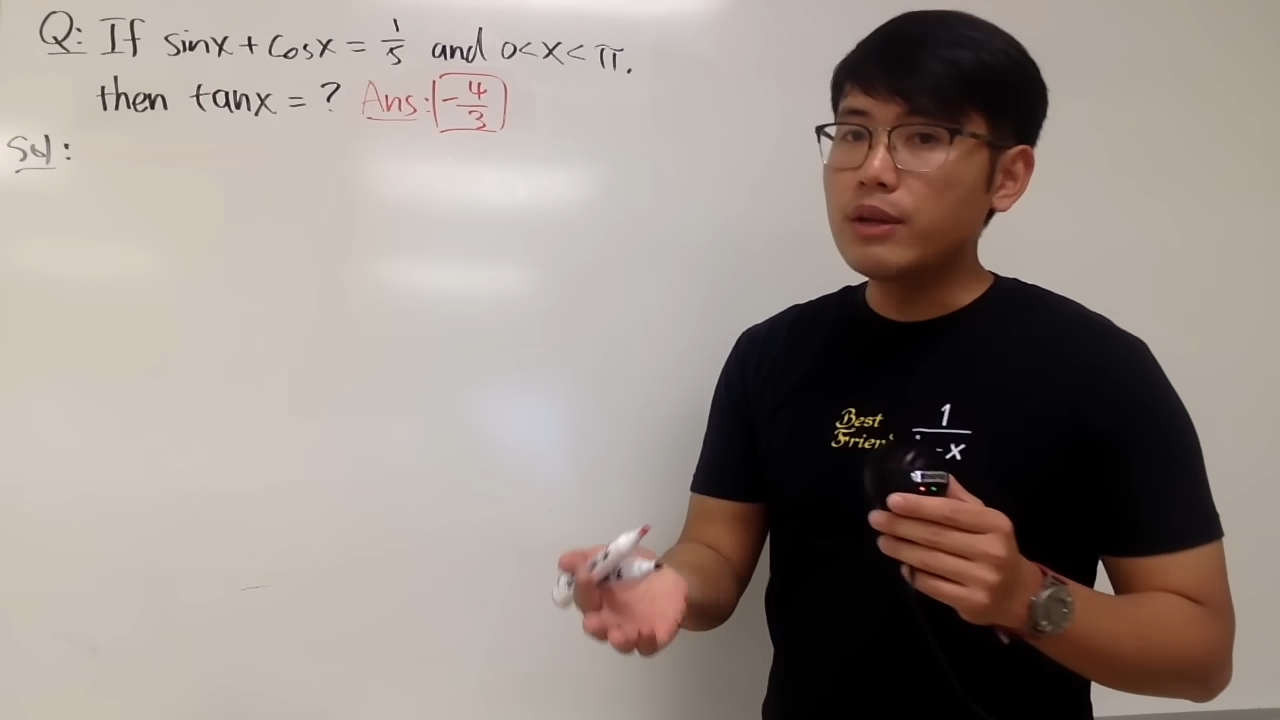 Q: If sinx + cosx = 1/5 and 0<x<π.
then tanx = ? Ans: -4/3
Sol:
Best
1
-x